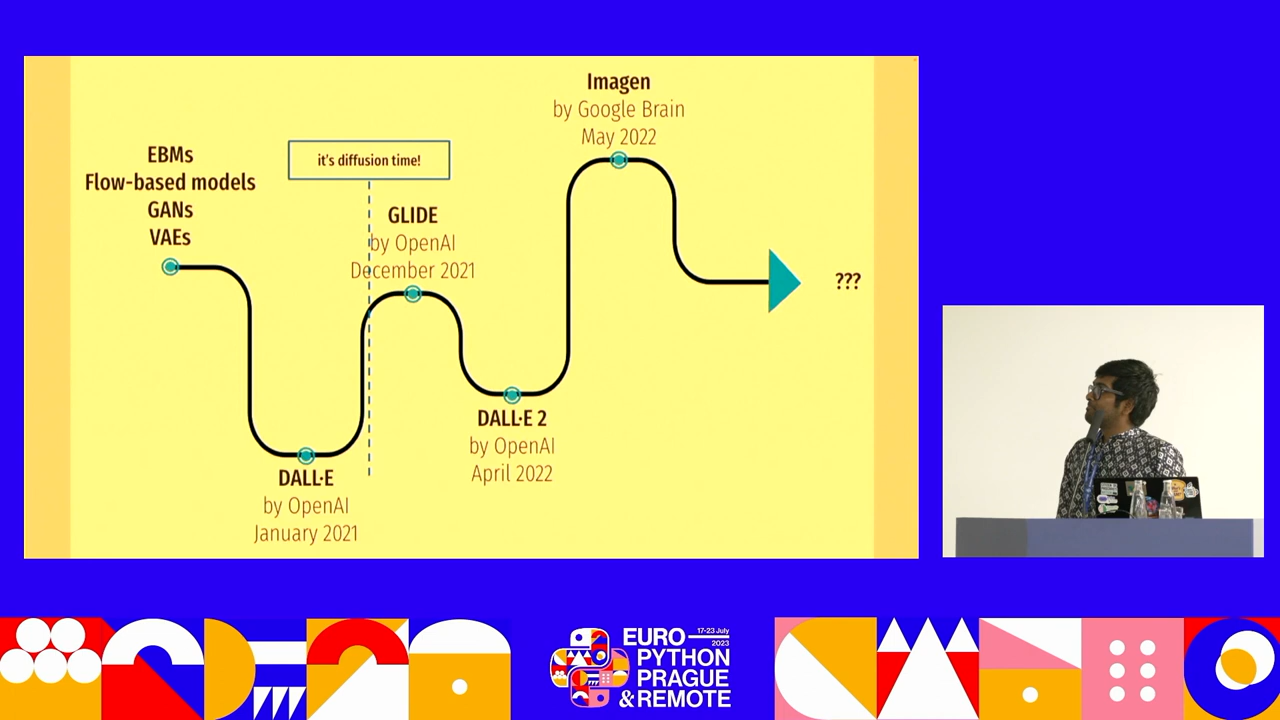 EBMs
Flow-based models
GANs
VAEs
it's diffusion time!
DALL·E
by OpenAI
January 2021
GLIDE
by OpenAI
December 2021
DALL·E 2
by OpenAI
April 2022
Imagen
by Google Brain
May 2022
???
EURO 17-23 July 2023
PYTHON
PRAGUE
& REMOTE